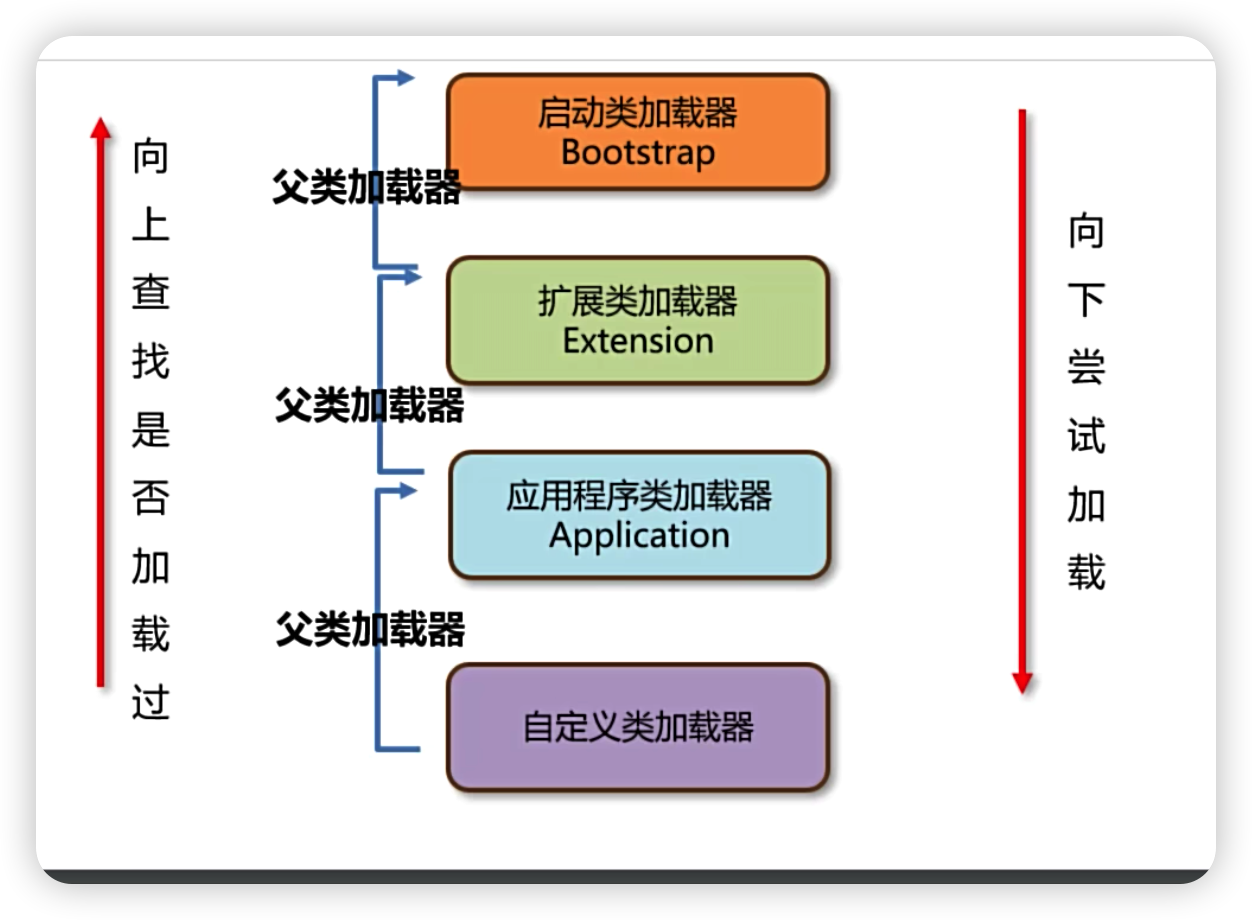 向上查找是否加载过
父类加载器
启动类加载器
Bootstrap
父类加载器
扩展类加载器
Extension
父类加载器
应用程序类加载器
Application
自定义类加载器
向下尝试加载